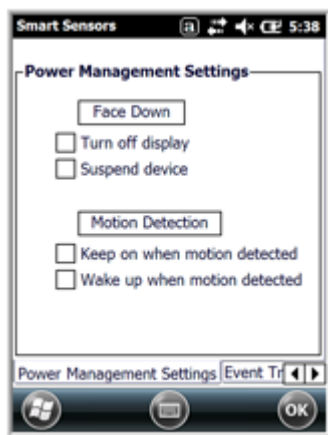 Smart Sensors a 5:38
Power Management Settings
Face Down
Turn off display
Suspend device
Motion Detection
Keep on when motion detected
Wake up when motion detected
Power Management Settings Event Tr
OK